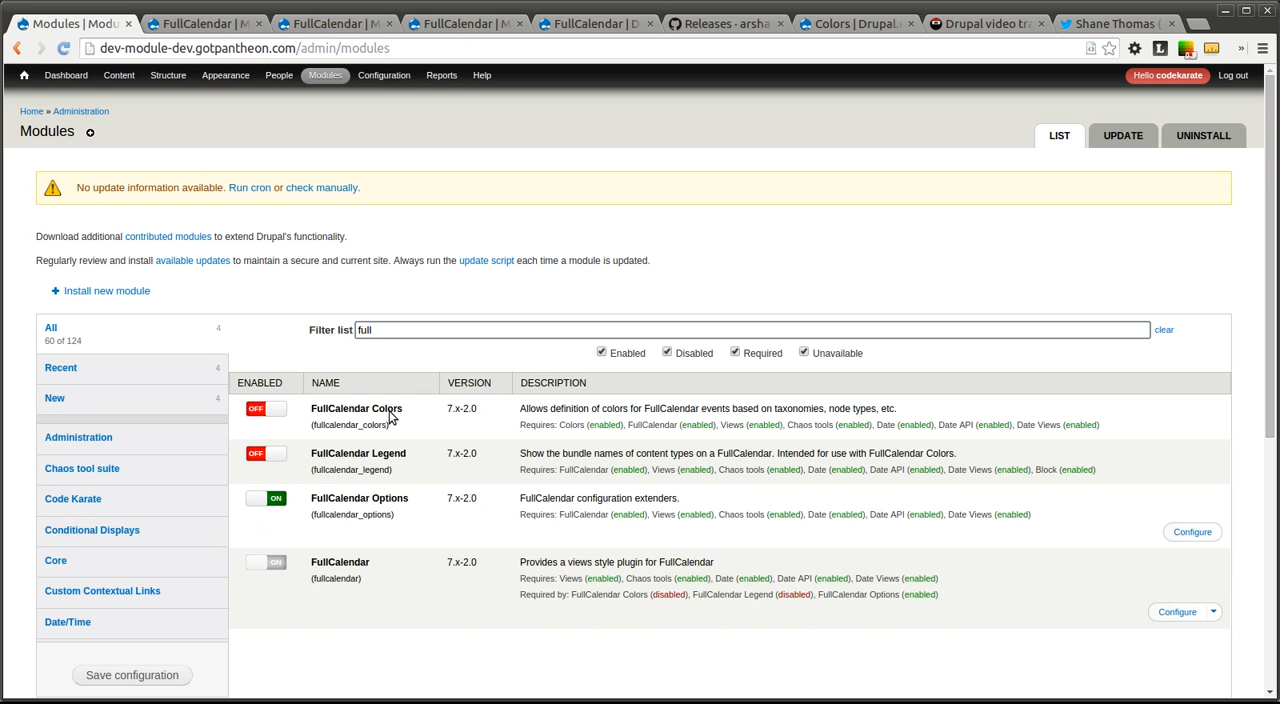 Modules | Modu
FullCalendar | M
FullCalendar | M
FullCalendar | M
FullCalendar | D
Releases · arsha
Colors | Drupal.
Drupal video tra
Shane Thomas (
dev-module-dev.gotpantheon.com/admin/modules
Dashboard Content Structure Appearance People Modules Configuration Reports Help Hello codekarate Log out
Home » Administration
Modules
LIST UPDATE UNINSTALL
No update information available. Run cron or check manually.
Download additional contributed modules to extend Drupal's functionality.
Regularly review and install available updates to maintain a secure and current site. Always run the update script each time a module is updated.
Install new module
All 4
60 of 124
Recent 4
New 4
Administration
Chaos tool suite
Code Karate
Conditional Displays
Core
Custom Contextual Links
Date/Time
Save configuration
Filter list full clear
Enabled Disabled Required Unavailable
ENABLED NAME VERSION DESCRIPTION
OFF FullCalendar Colors 7.x-2.0 Allows definition of colors for FullCalendar events based on taxonomies, node types, etc.
(fullcalendar_colors) Requires: Colors (enabled), FullCalendar (enabled), Views (enabled), Chaos tools (enabled), Date (enabled), Date API (enabled), Date Views (enabled)
OFF FullCalendar Legend 7.x-2.0 Show the bundle names of content types on a FullCalendar. Intended for use with FullCalendar Colors.
(fullcalendar_legend) Requires: FullCalendar (enabled), Views (enabled), Chaos tools (enabled), Date (enabled), Date API (enabled), Date Views (enabled), Block (enabled)
ON FullCalendar Options 7.x-2.0 FullCalendar configuration extenders.
(fullcalendar_options) Requires: FullCalendar (enabled), Views (enabled), Chaos tools (enabled), Date (enabled), Date API (enabled), Date Views (enabled)
Configure
ON FullCalendar 7.x-2.0 Provides a views style plugin for FullCalendar
(fullcalendar) Requires: Views (enabled), Chaos tools (enabled), Date (enabled), Date API (enabled), Date Views (enabled)
Required by: FullCalendar Colors (disabled), FullCalendar Legend (disabled), FullCalendar Options (enabled)
Configure